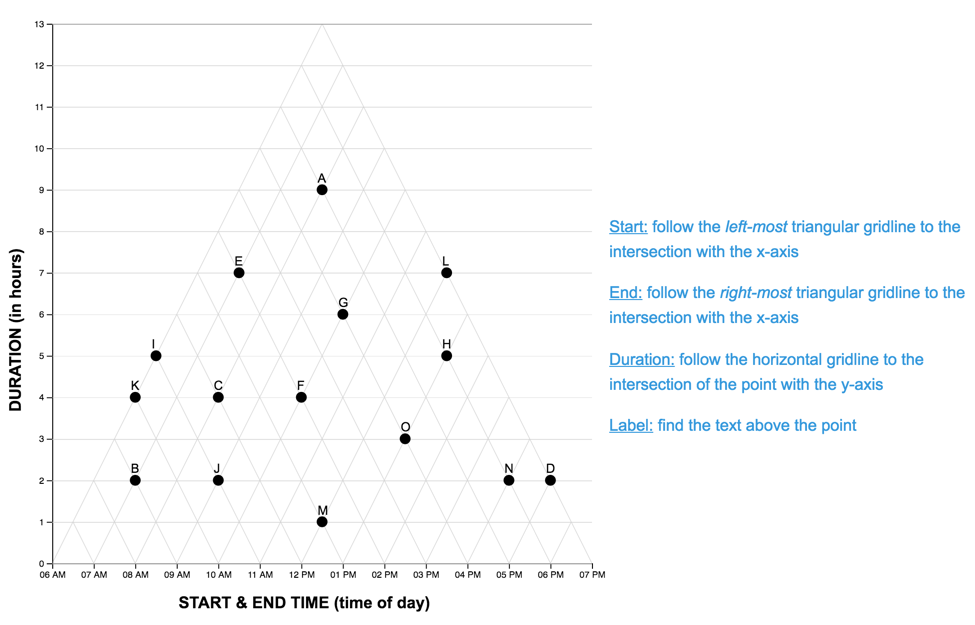 13
12
11
10
9
8
7
6
5
4
3
2
1
0
DURATION (in hours)
A
E
L
G
I
H
K
C
F
O
B
J
N
D
M
06 AM 07 AM 08 AM 09 AM 10 AM 11 AM 12 PM 01 PM 02 PM 03 PM 04 PM 05 PM 06 PM 07 PM
START & END TIME (time of day)
Start: follow the left-most triangular gridline to the
intersection with the x-axis
End: follow the right-most triangular gridline to the
intersection with the x-axis
Duration: follow the horizontal gridline to the
intersection of the point with the y-axis
Label: find the text above the point